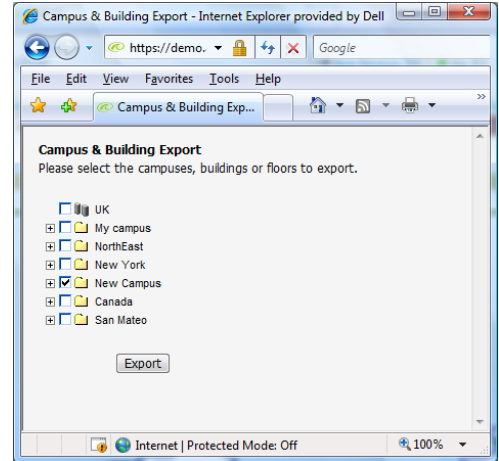 Campus & Building Export - Internet Explorer provided by Dell
https://demo. Google
File Edit View Favorites Tools Help
Campus & Building Exp... »
Campus & Building Export
Please select the campuses, buildings or floors to export.
UK
My campus
NorthEast
New York
New Campus
Canada
San Mateo
Export
Internet | Protected Mode: Off 100%